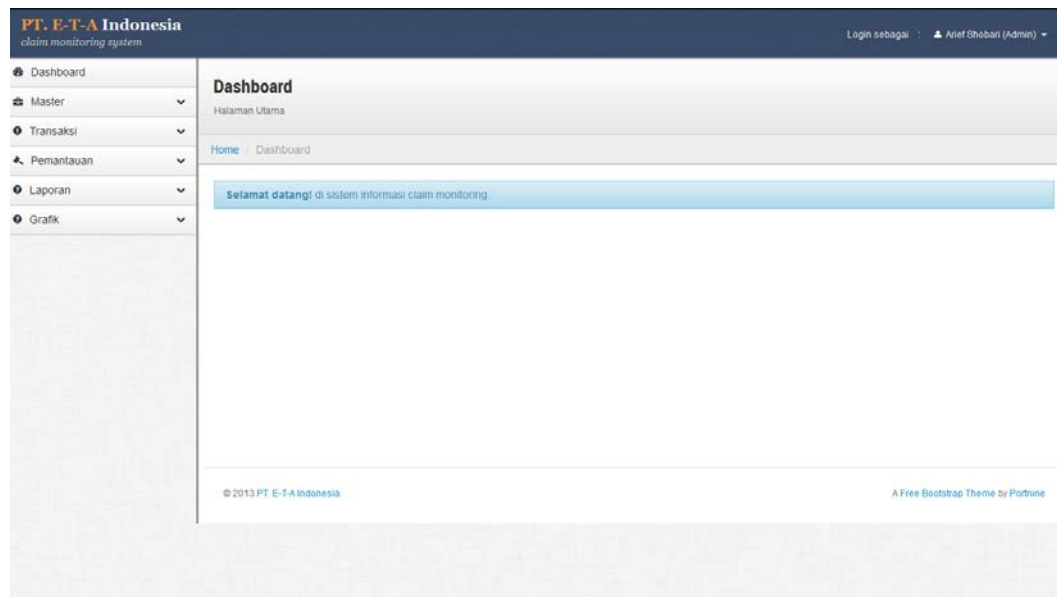 PT. E-T-A Indonesia
claim monitoring system
Login sebagai : Arief Shobari (Admin)
Dashboard
Master
Transaksi
Pemantauan
Laporan
Grafik
Dashboard
Halaman Utama
Home / Dashboard
Selamat datang! di sistem informasi claim monitoring.
© 2013 PT E-T-A Indonesia
A Free Bootstrap Theme by Portnine